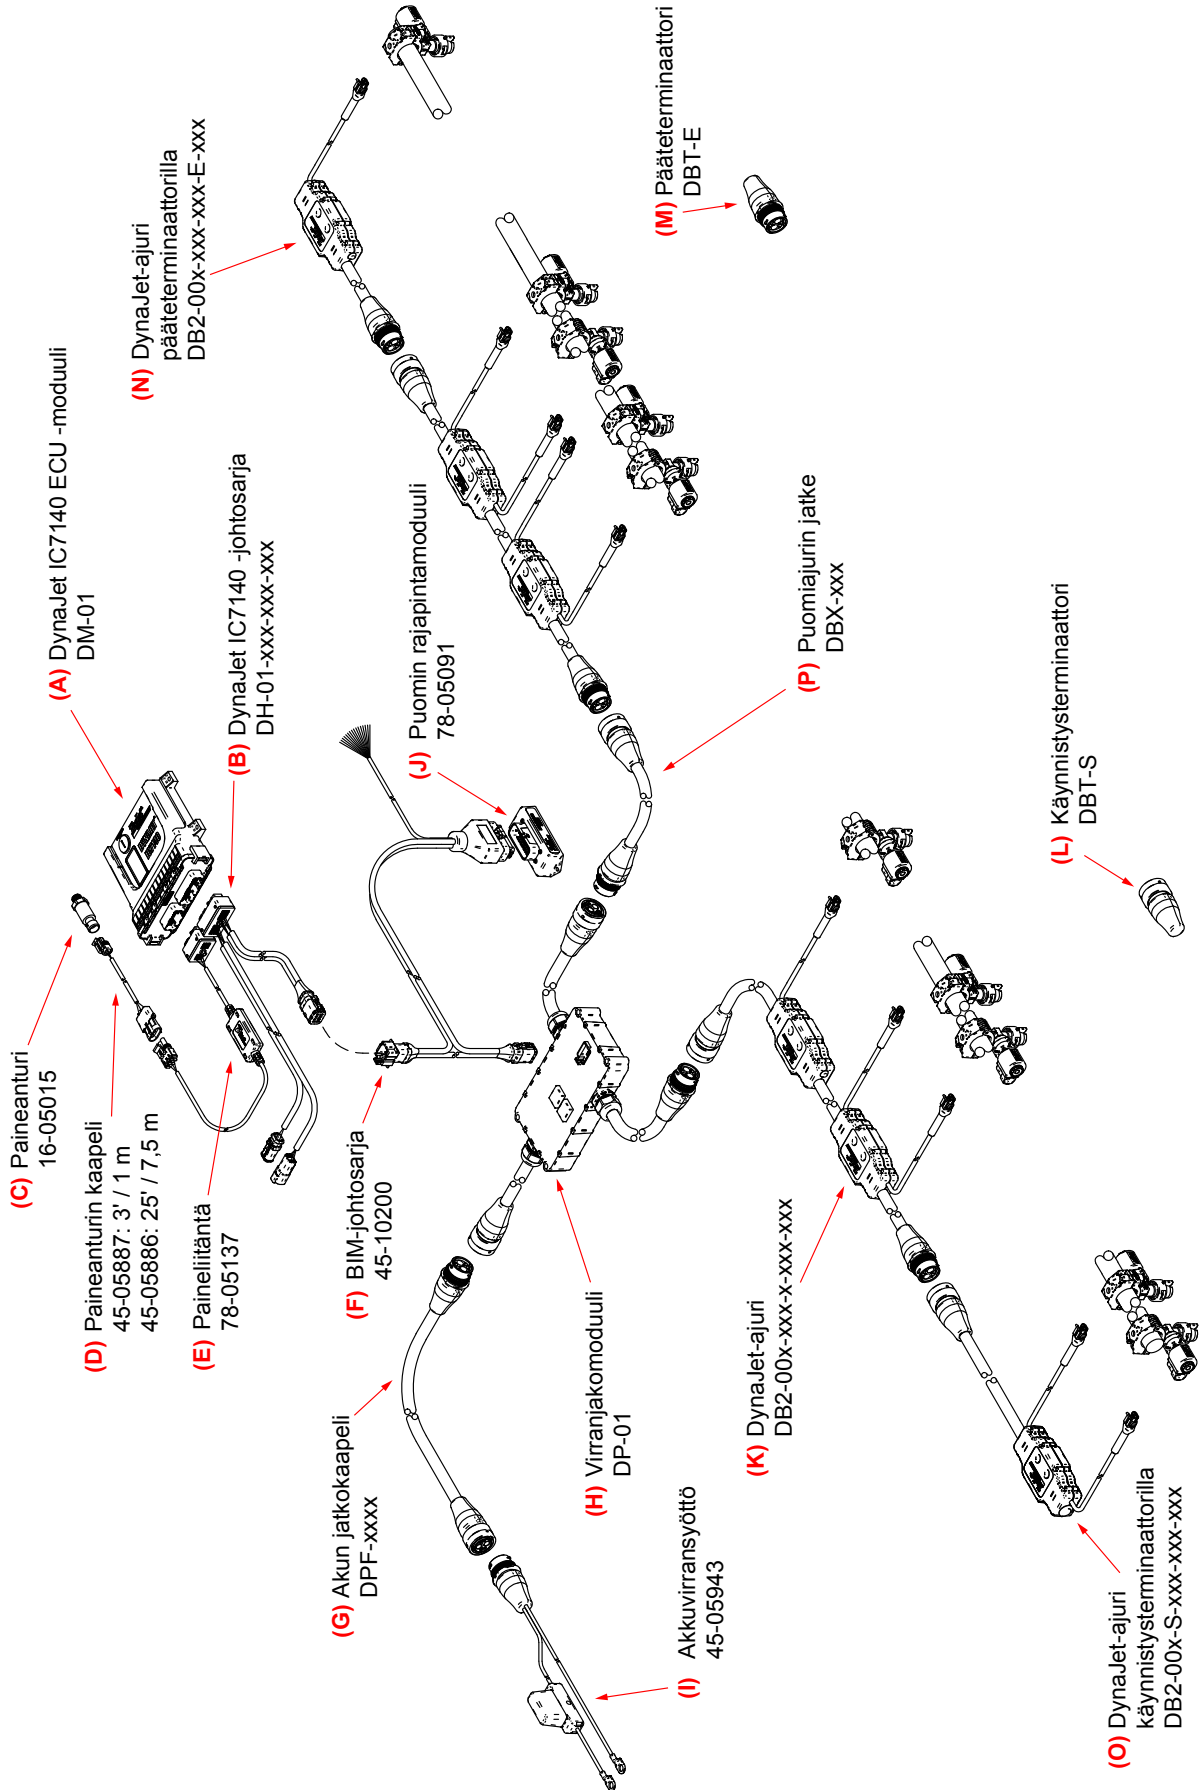 (A) DynaJet IC7140 ECU -moduuli
DM-01
(B) DynaJet IC7140 -johtosarja
DH-01-xxx-xxx-xxx
(C) Paineanturi
16-05015
(D) Paineanturin kaapeli
45-05887: 3' / 1 m
45-05886: 25' / 7,5 m
(E) Paineliitäntä
78-05137
(F) BIM-johtosarja
45-10200
(G) Akun jatkokaapeli
DPF-xxxx
(H) Virranjakomoduuli
DP-01
(I) Akkuvirransyöttö
45-05943
(J) Puomin rajapintamoduuli
78-05091
(K) DynaJet-ajuri
DB2-00x-xxx-x-xxx-xxx
(L) Käynnistysterminaattori
DBT-S
(M) Pääteterminaattori
DBT-E
(N) DynaJet-ajuri
pääteterminaattorilla
DB2-00x-xxx-xxx-E-xxx
(O) DynaJet-ajuri
käynnistysterminaattorilla
DB2-00x-S-xxx-xxx-xxx
(P) Puomiajurin jatke
DBX-xxx